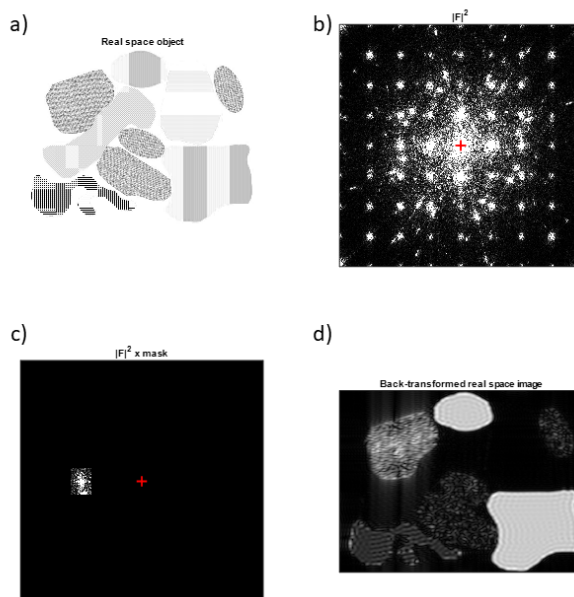 a)
Real space object
b)
|F|²
c)
|F|² x mask
d)
Back-transformed real space image